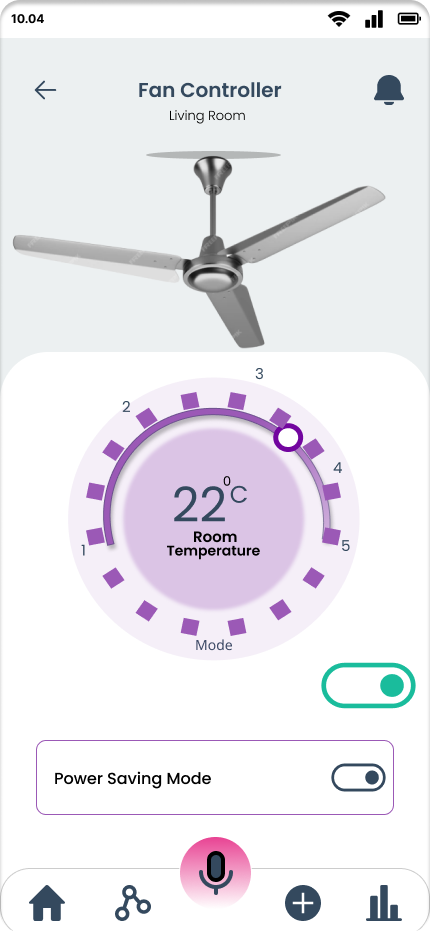 10.04
Fan Controller
Living Room
3
2
4
22 0 C
Room
Temperature
1
5
Mode
Power Saving Mode